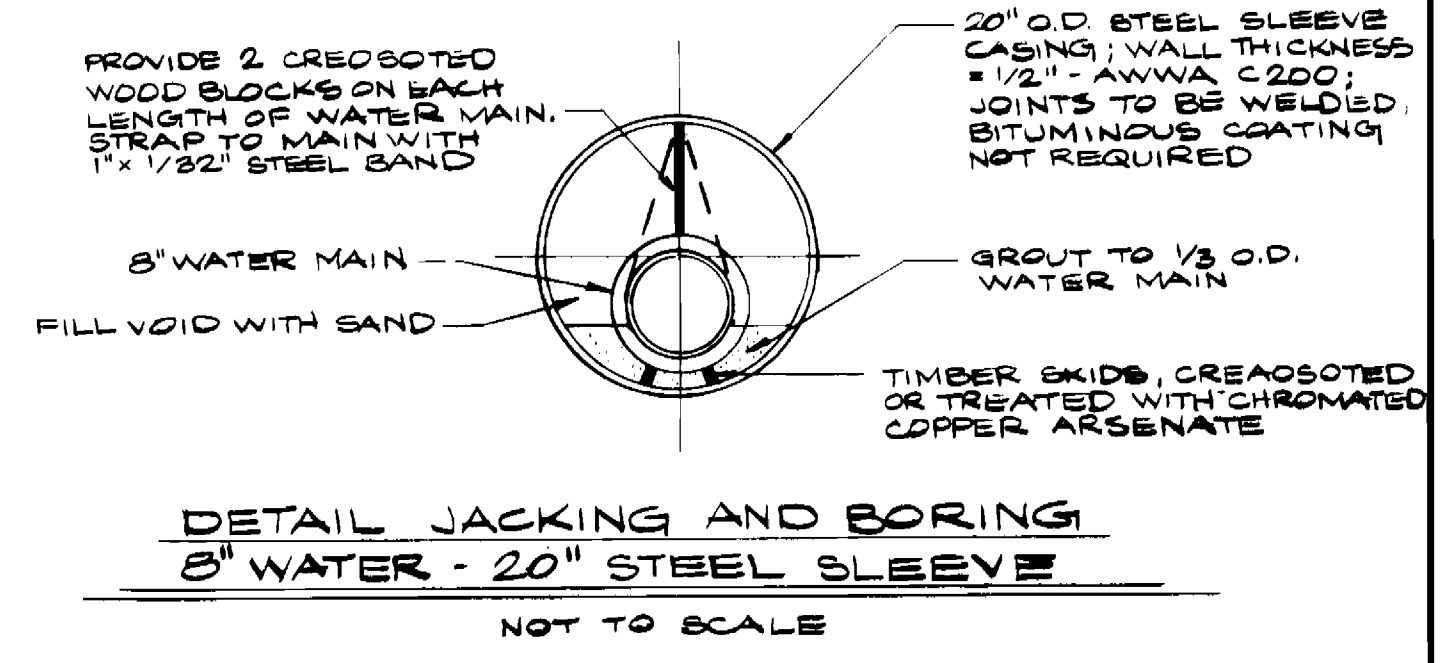 PROVIDE 2 CREOSOTED
WOOD BLOCKS ON EACH
LENGTH OF WATER MAIN.
STRAP TO MAIN WITH
1" x 1/32" STEEL BAND
8" WATER MAIN
FILL VOID WITH SAND
20" O.D. STEEL SLEEVE
CASING; WALL THICKNESS
= 1/2" - AWWA C200;
JOINTS TO BE WELDED,
BITUMINOUS COATING
NOT REQUIRED
GROUT TO 1/3 O.D.
WATER MAIN
TIMBER SKIDS, CREAOSOTED
OR TREATED WITH CHROMATED
COPPER ARSENATE
DETAIL JACKING AND BORING
8" WATER - 20" STEEL SLEEVE
NOT TO SCALE